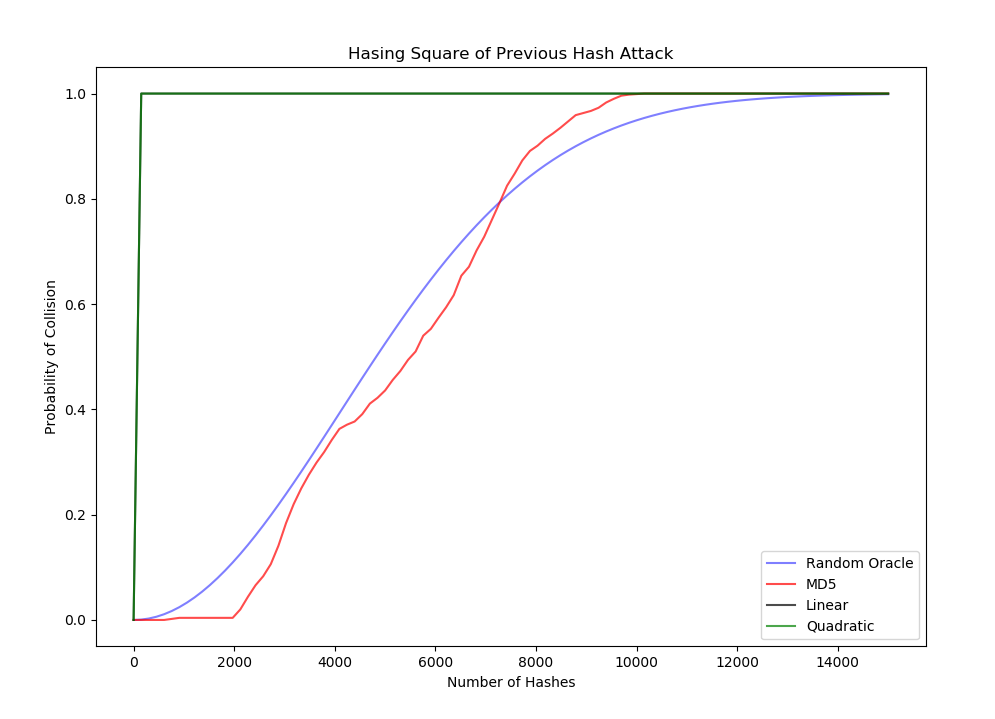 Hasing Square of Previous Hash Attack
Probability of Collision
1.0
0.8
0.6
0.4
0.2
0.0
0 2000 4000 6000 8000 10000 12000 14000
Number of Hashes
Random Oracle
MD5
Linear
Quadratic